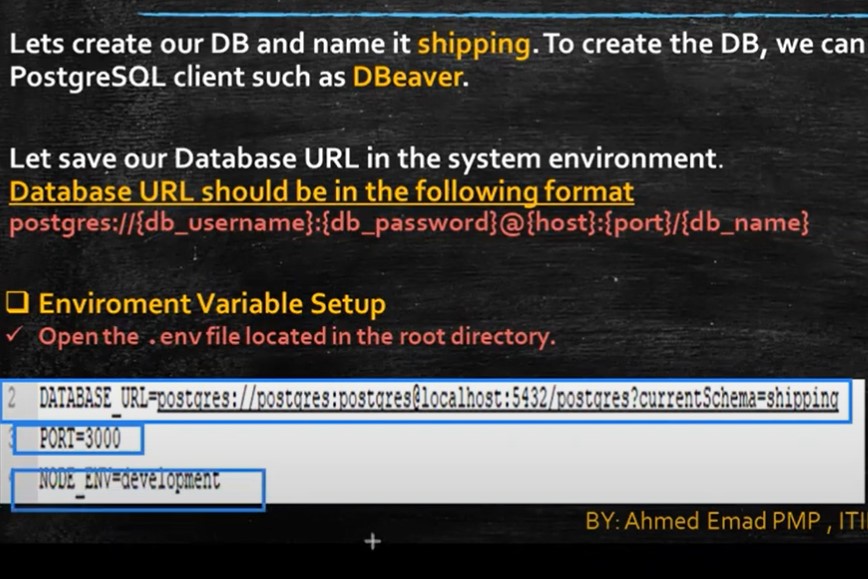 Lets create our DB and name it shipping. To create the DB, we can
PostgreSQL client such as DBeaver.
Let save our Database URL in the system environment.
Database URL should be in the following format
postgres://{db_username}:{db_password}@{host}:{port}/{db_name}
❑ Enviroment Variable Setup
✓ Open the .env file located in the root directory.
2 DATABASE_URL=postgres://postgres:postgres@localhost:5432/postgres?currentSchema=shipping
3 PORT=3000
NODE_ENV=development
BY: Ahmed Emad PMP , ITI